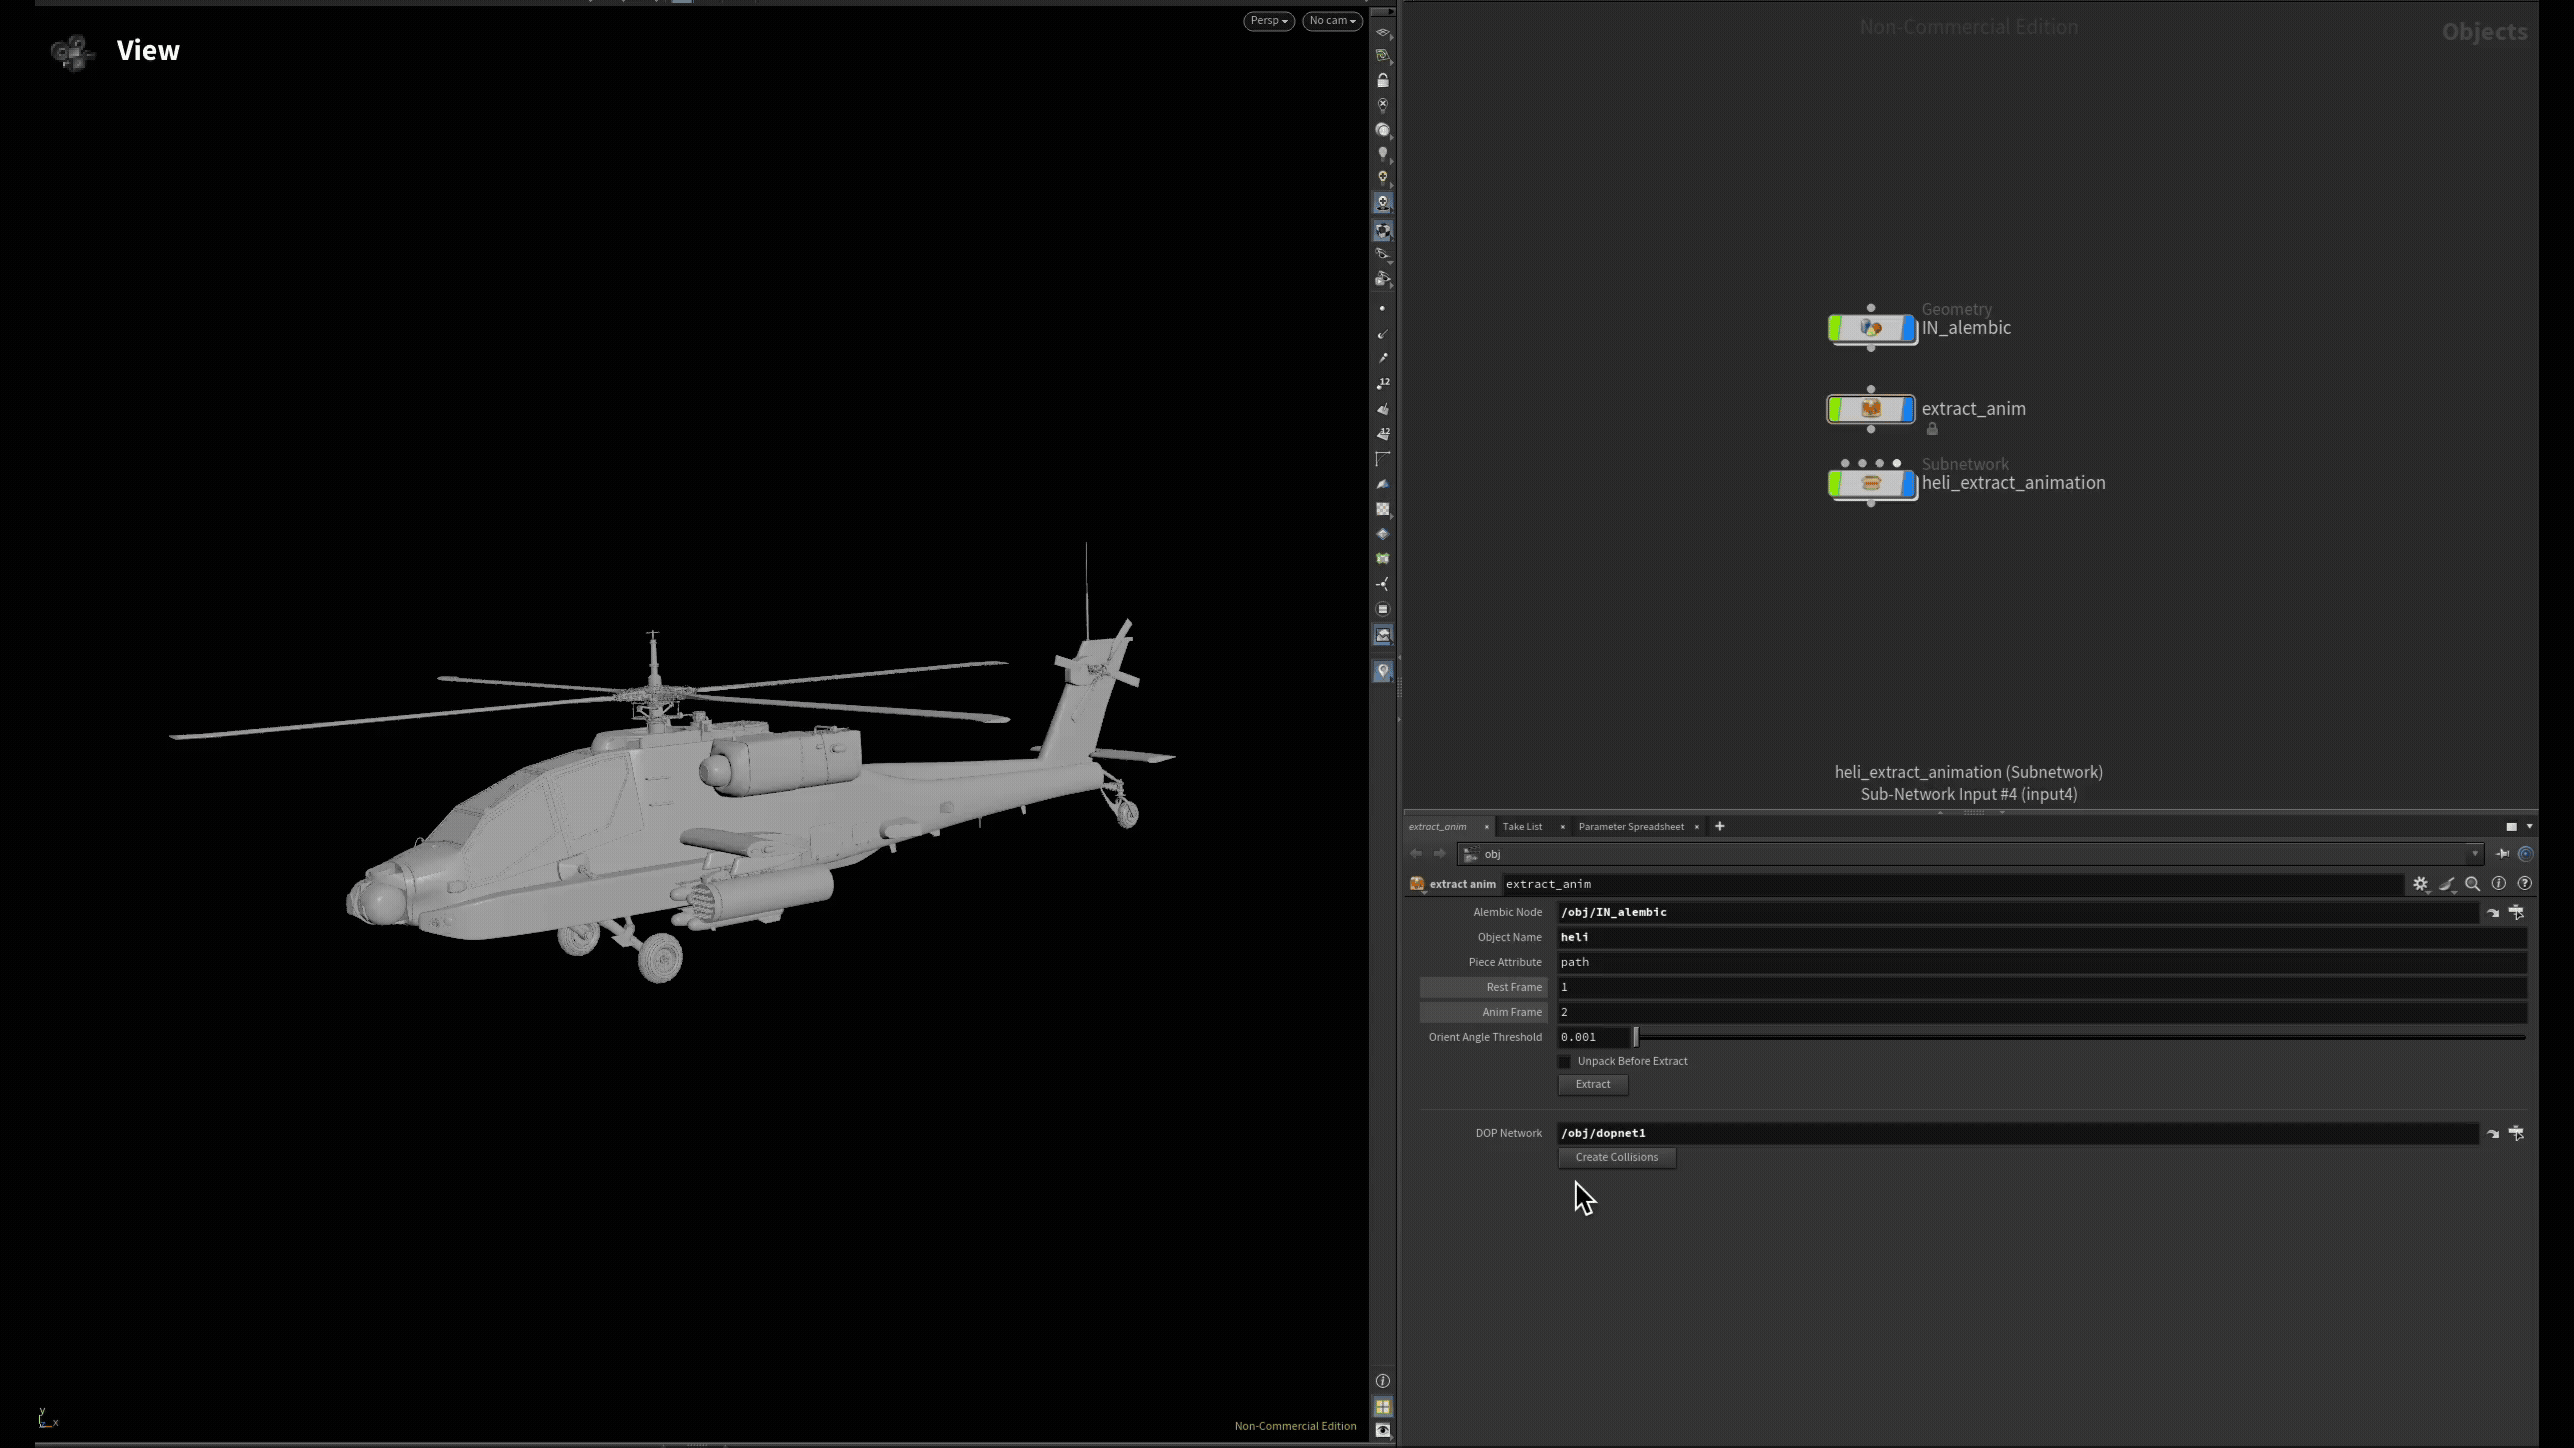 View
Persp
No cam
12
12
y
x
Non-Commercial Edition
Non-Commercial Edition
Objects
Geometry
IN_alembic
extract_anim
Subnetwork
heli_extract_animation
heli_extract_animation (Subnetwork)
Sub-Network Input #4 (input4)
extract_anim × Take List × Parameter Spreadsheet × +
obj
extract anim extract_anim
Alembic Node /obj/IN_alembic
Object Name heli
Piece Attribute path
Rest Frame 1
Anim Frame 2
Orient Angle Threshold 0.001
Unpack Before Extract
Extract
DOP Network /obj/dopnet1
Create Collisions